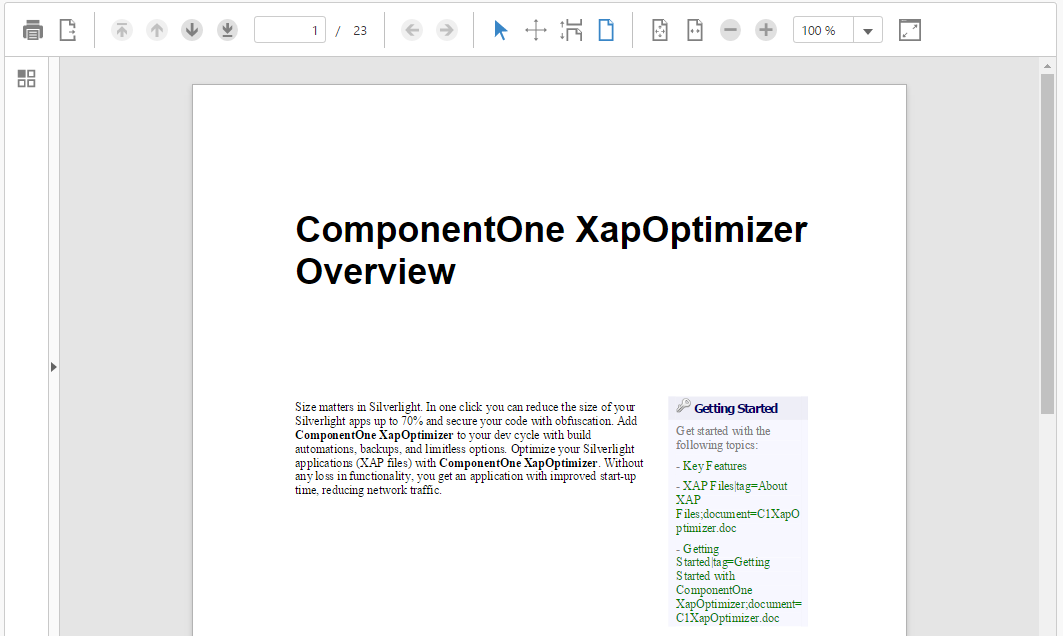 1 / 23
100 %
ComponentOne XapOptimizer
Overview
Size matters in Silverlight. In one click you can reduce the size of your
Silverlight apps up to 70% and secure your code with obfuscation. Add
ComponentOne XapOptimizer to your dev cycle with build
automations, backups, and limitless options. Optimize your Silverlight
applications (XAP files) with ComponentOne XapOptimizer. Without
any loss in functionality, you get an application with improved start-up
time, reducing network traffic.
Getting Started
Get started with the
following topics:
- Key Features
- XAP Files|tag=About
XAP
Files;document=C1XapO
ptimizer.doc
- Getting
Started|tag=Getting
Started with
ComponentOne
XapOptimizer;document=
C1XapOptimizer.doc